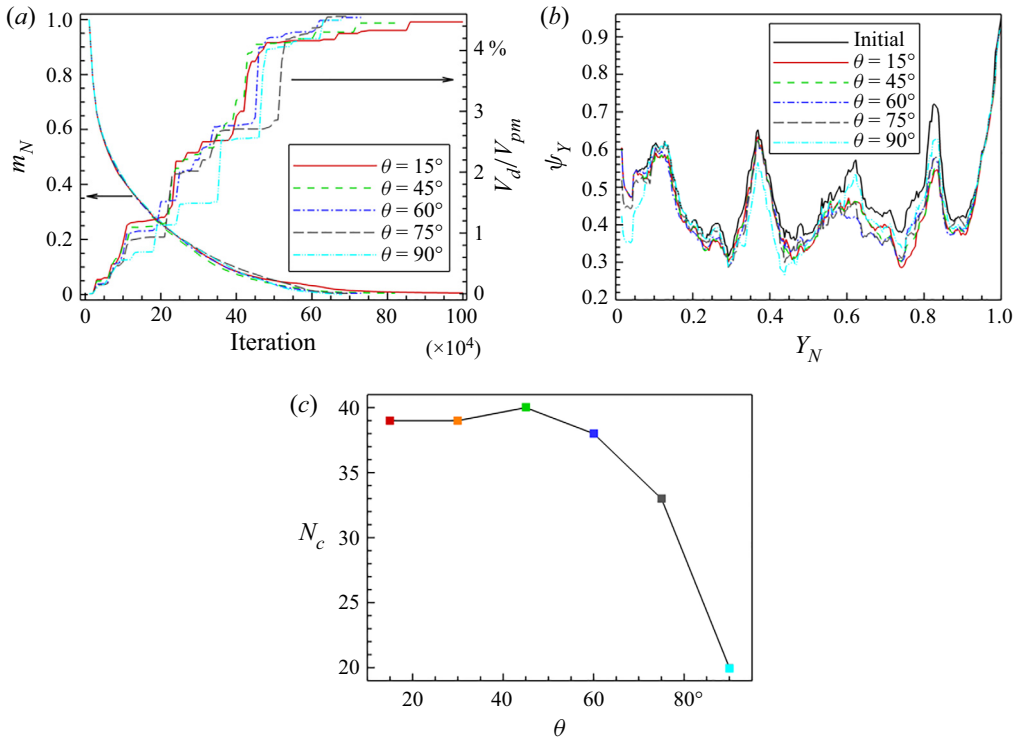 (a)
1.0
0.8
0.6
0.4
0.2
0
m_N
4 %
3
2
1
0
V_d/V_pm
θ = 15°
θ = 45°
θ = 60°
θ = 75°
θ = 90°
0 20 40 60 80 100
Iteration
(×10⁴)
(b)
0.9
0.8
0.7
0.6
0.5
0.4
0.3
0.2
ψ_Y
Initial
θ = 15°
θ = 45°
θ = 60°
θ = 75°
θ = 90°
0 0.2 0.4 0.6 0.8 1.0
Y_N
(c)
40
35
30
25
20
N_c
20 40 60 80°
θ